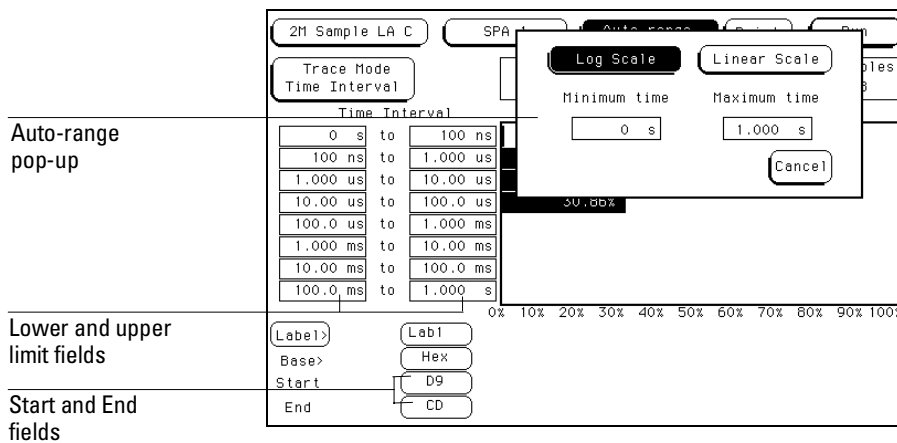 2M Sample LA C
SPA
Auto-range
Run
Log Scale
Linear Scale
Trace Mode
Time Interval
ples
Minimum time
Maximum time
Time Interval
0 s
1.000 s
Cancel
0 s to 100 ns
100 ns to 1.000 us
1.000 us to 10.00 us
10.00 us to 100.0 us
30.86%
100.0 us to 1.000 ms
1.000 ms to 10.00 ms
10.00 ms to 100.0 ms
100.0 ms to 1.000 s
0% 10% 20% 30% 40% 50% 60% 70% 80% 90% 100%
Label> Lab1
Base> Hex
Start D9
End CD
Auto-range
pop-up
Lower and upper
limit fields
Start and End
fields